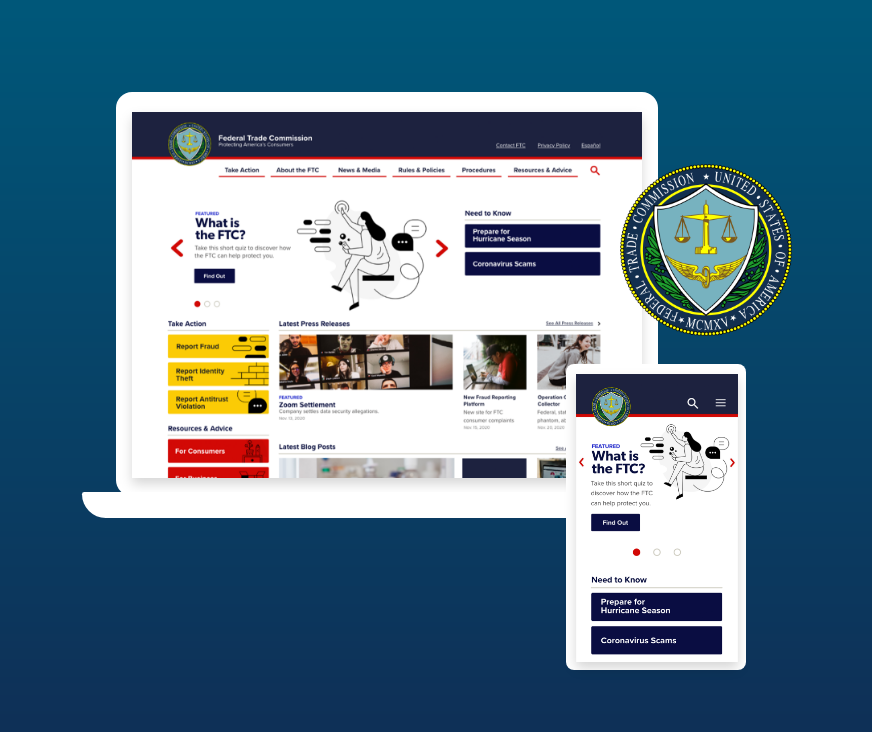 Federal Trade Commission
Protecting America's Consumers
Contact FTC
Privacy Policy
Español
Take Action
About the FTC
News & Media
Rules & Policies
Procedures
Resources & Advice
FEATURED
What is
the FTC?
Take this short quiz to discover how
the FTC can help protect you.
Find Out
Need to Know
Prepare for
Hurricane Season
Coronavirus Scams
Take Action
Report Fraud
Report Identity
Theft
Report Antitrust
Violation
Resources & Advice
For Consumers
For Business
Latest Press Releases
See All Press Releases
FEATURED
Zoom Settlement
Company settles data security allegations.
Nov 13, 2020
New Fraud Reporting
Platform
New site for FTC
consumer complaints
Nov 10, 2020
Operation C
Collector
Federal, stat
phantom, ab
Nov 23, 2020
Latest Blog Posts
See A
FEDERAL TRADE COMMISSION ★ UNITED STATES OF AMERICA
★ MCMXV ★
FEATURED
What is
the FTC?
Take this short quiz to
discover how the FTC
can help protect you.
Find Out
Need to Know
Prepare for
Hurricane Season
Coronavirus Scams